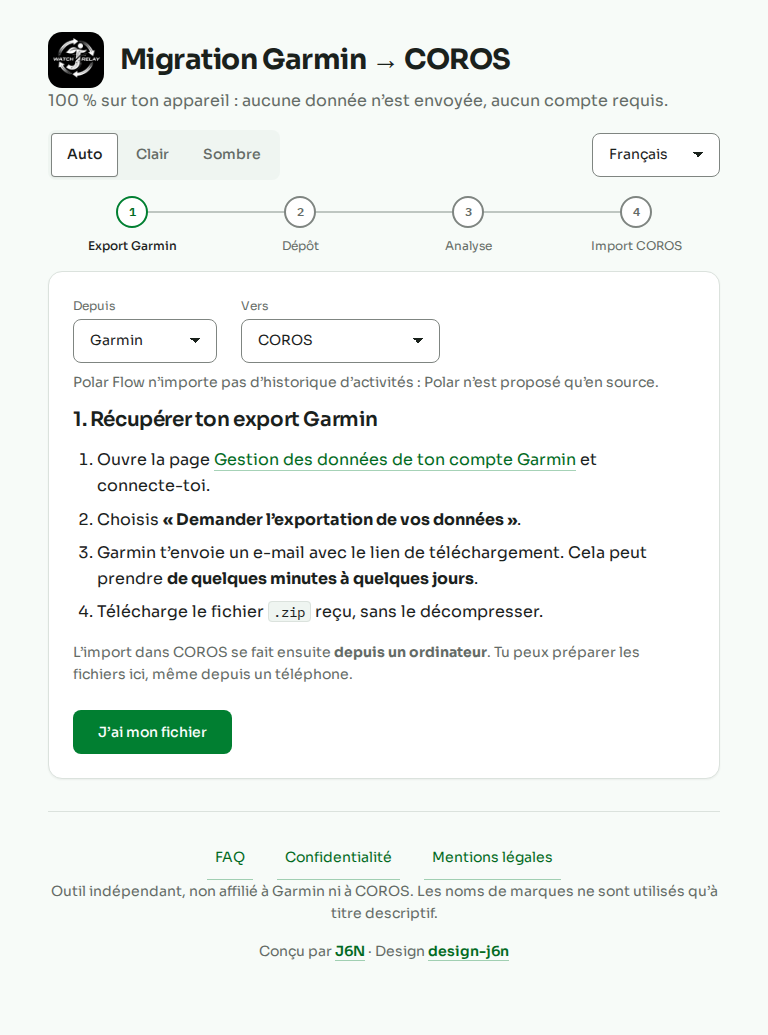 WATCH RELAY
Migration Garmin → COROS
100 % sur ton appareil : aucune donnée n’est envoyée, aucun compte requis.
Auto Clair Sombre Français
1 2 3 4
Export Garmin Dépôt Analyse Import COROS
Depuis Vers
Garmin COROS
Polar Flow n’importe pas d’historique d’activités : Polar n’est proposé qu’en source.
1. Récupérer ton export Garmin
1. Ouvre la page Gestion des données de ton compte Garmin et
connecte-toi.
2. Choisis « Demander l’exportation de vos données ».
3. Garmin t’envoie un e-mail avec le lien de téléchargement. Cela peut
prendre de quelques minutes à quelques jours.
4. Télécharge le fichier .zip reçu, sans le décompresser.
L’import dans COROS se fait ensuite depuis un ordinateur. Tu peux préparer les
fichiers ici, même depuis un téléphone.
J’ai mon fichier
FAQ Confidentialité Mentions légales
Outil indépendant, non affilié à Garmin ni à COROS. Les noms de marques ne sont utilisés qu’à
titre descriptif.
Conçu par J6N · Design design-j6n